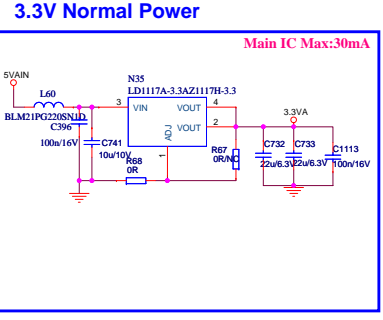 3.3V Normal Power
Main IC Max:30mA
5VAIN
L60
BLM21PG220SN1D
C396
100n/16V
C741
10u/10V
N35
LD1117A-3.3AZ1117H-3.3
3
VIN
VOUT
4
VOUT
2
ADJ
1
R68
0R
R67
0R/NC
3.3VA
C732
22u/6.3V
C733
22u/6.3V
C1113
100n/16V